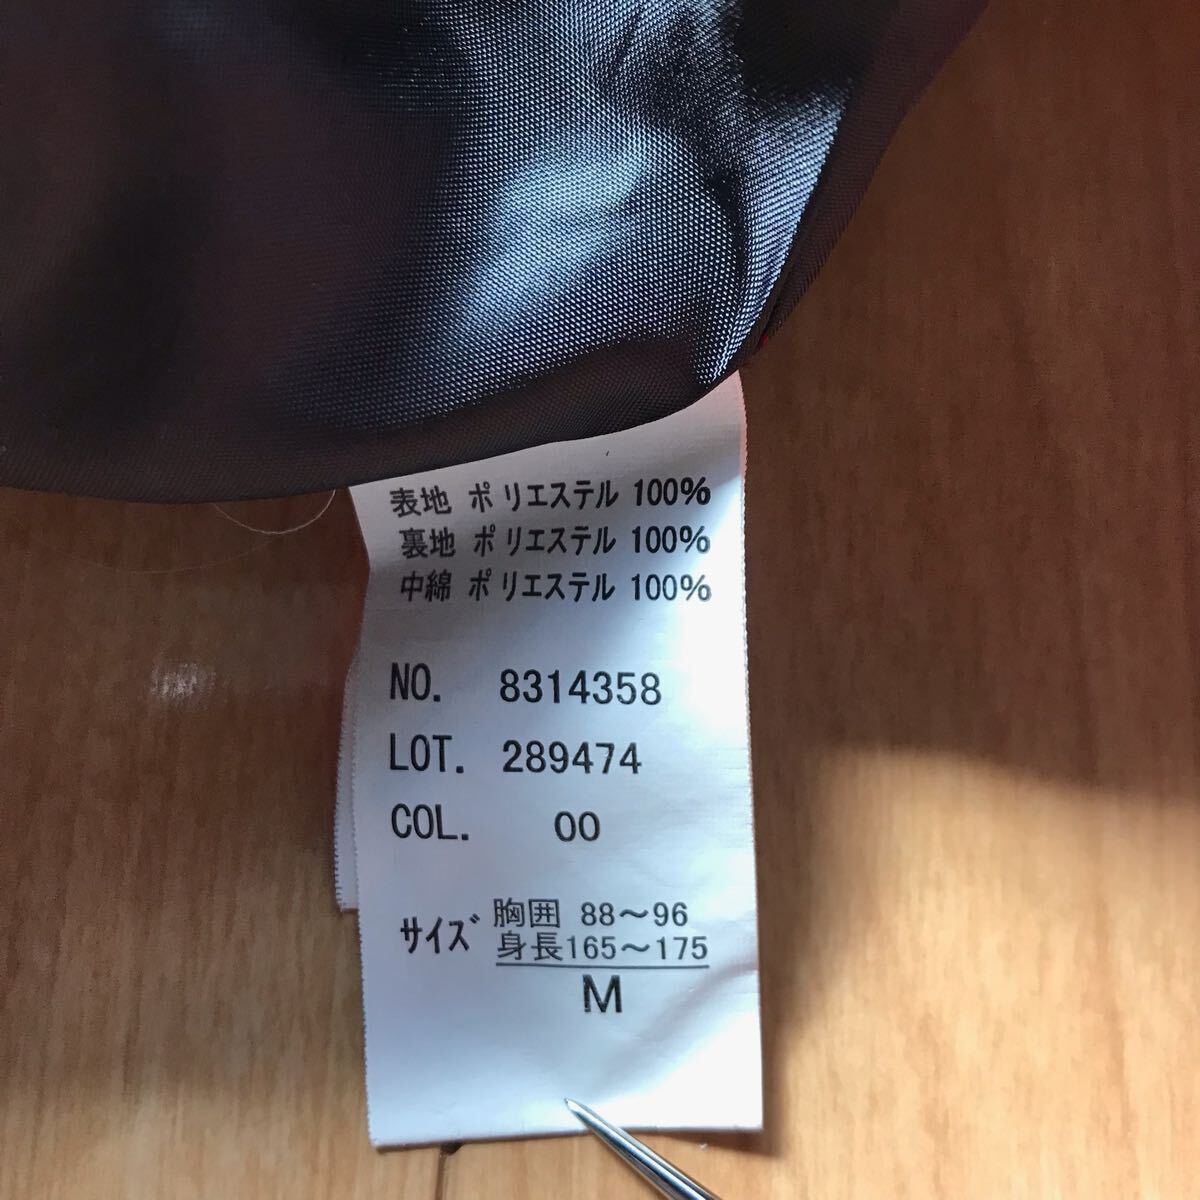 表地 ポリエステル 100%
裏地 ポリエステル 100%
中綿 ポリエステル 100%
NO. 8314358
LOT. 289474
COL. 00
サイズ 胸囲 88～96
身長165～175
M